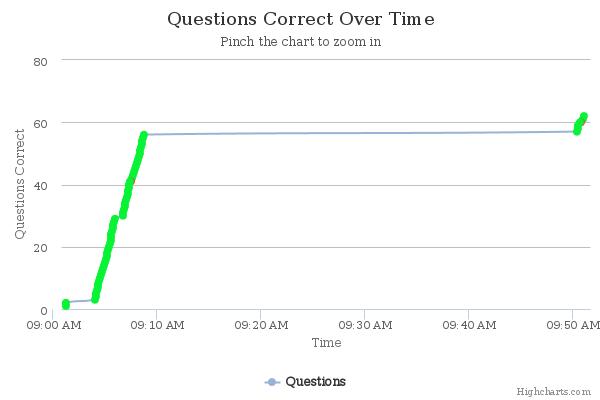 Questions Correct Over Time
Pinch the chart to zoom in
Questions Correct
80
60
40
20
0
09:00 AM
09:10 AM
09:20 AM
09:30 AM
09:40 AM
09:50 AM
Time
Questions
Highcharts.com